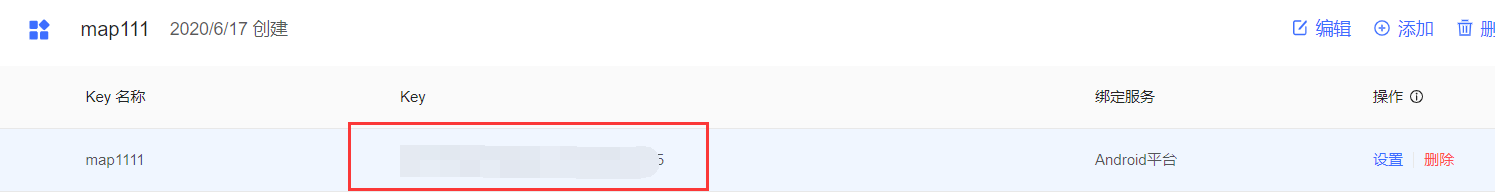 map111 2020/6/17 创建 编辑 添加
Key 名称 Key 绑定服务 操作
map1111 5 Android平台 设置 删除